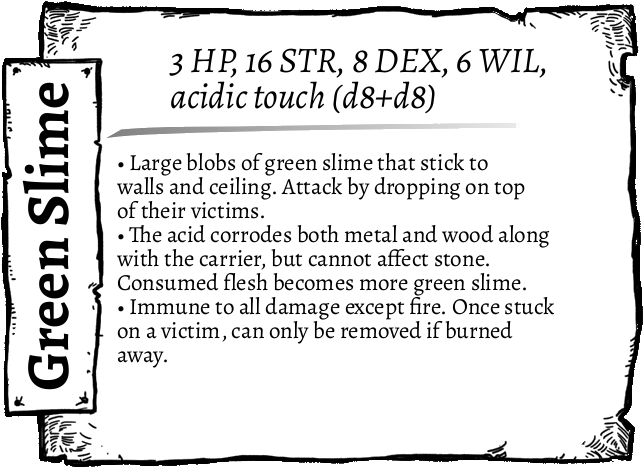 Green Slime
3 HP, 16 STR, 8 DEX, 6 WIL,
acidic touch (d8+d8)
• Large blobs of green slime that stick to
walls and ceiling. Attack by dropping on top
of their victims.
• The acid corrodes both metal and wood along
with the carrier, but cannot affect stone.
Consumed flesh becomes more green slime.
• Immune to all damage except fire. Once stuck
on a victim, can only be removed if burned
away.